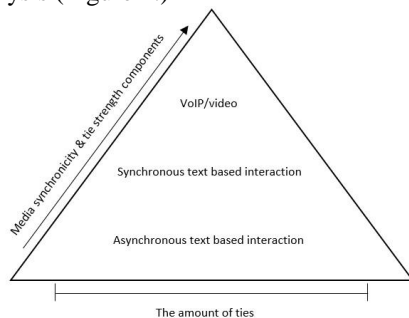 VoIP/video
Media synchronicity & tie strength components
Synchronous text based interaction
Asynchronous text based interaction
The amount of ties